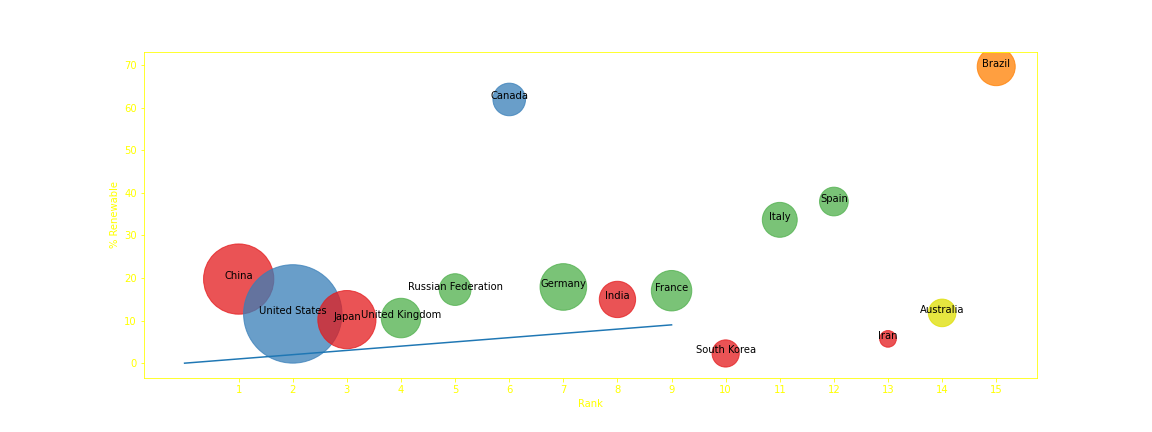 70
60
50
40
30
20
10
0
% Renewable
Brazil
Canada
Spain
Italy
China
Germany
Russian Federation
France
India
United States
Japan
United Kingdom
Australia
Iran
South Korea
1 2 3 4 5 6 7 8 9 10 11 12 13 14 15
Rank